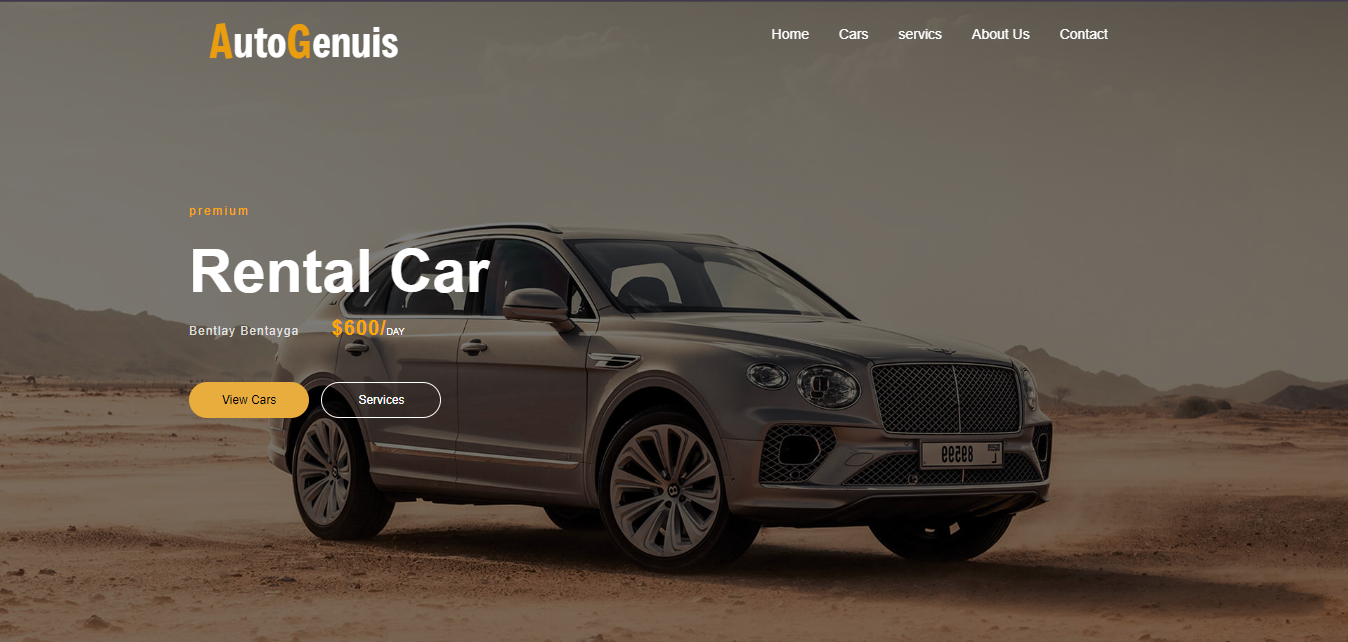 AutoGenuis
Home Cars servics About Us Contact
premium
Rental Car
Bentlay Bentayga $600/DAY
View Cars Services